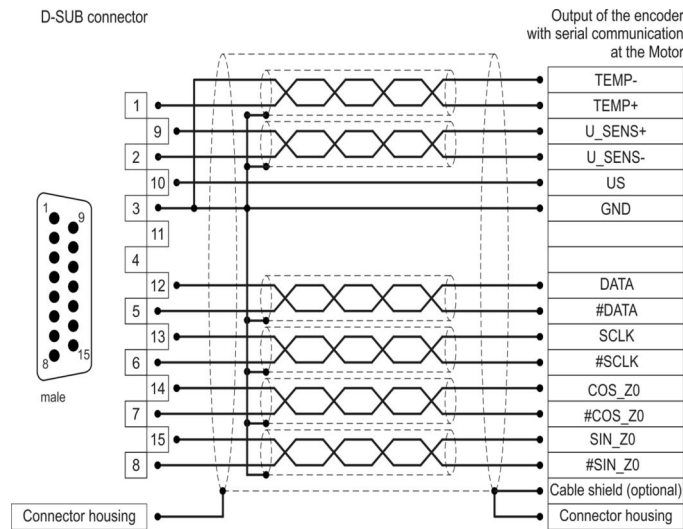 D-SUB connector
Output of the encoder
with serial communication
at the Motor
TEMP-
1
TEMP+
9
U_SENS+
2
U_SENS-
10
US
3
GND
11
4
12
DATA
5
#DATA
13
SCLK
6
#SCLK
14
COS_Z0
7
#COS_Z0
15
SIN_Z0
8
#SIN_Z0
1
9
8
15
male
Cable shield (optional)
Connector housing
Connector housing